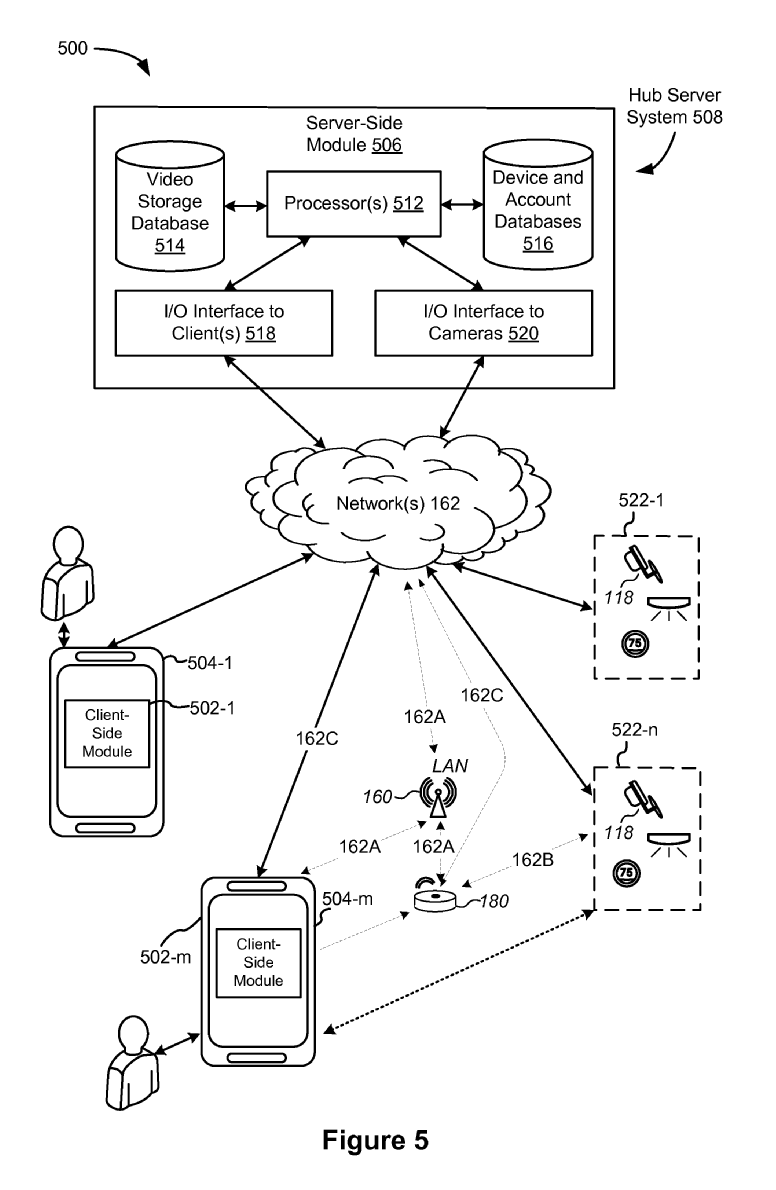 500
Hub Server
System 508
Server-Side
Module 506
Video
Storage
Database
514
Processor(s) 512
Device and
Account
Databases
516
I/O Interface to
Client(s) 518
I/O Interface to
Cameras 520
Network(s) 162
522-1
118
75
504-1
502-1
Client-
Side
Module
162C
162C
162A
LAN
160
162A
162A
162B
180
522-n
118
75
504-m
502-m
Client-
Side
Module
Figure 5